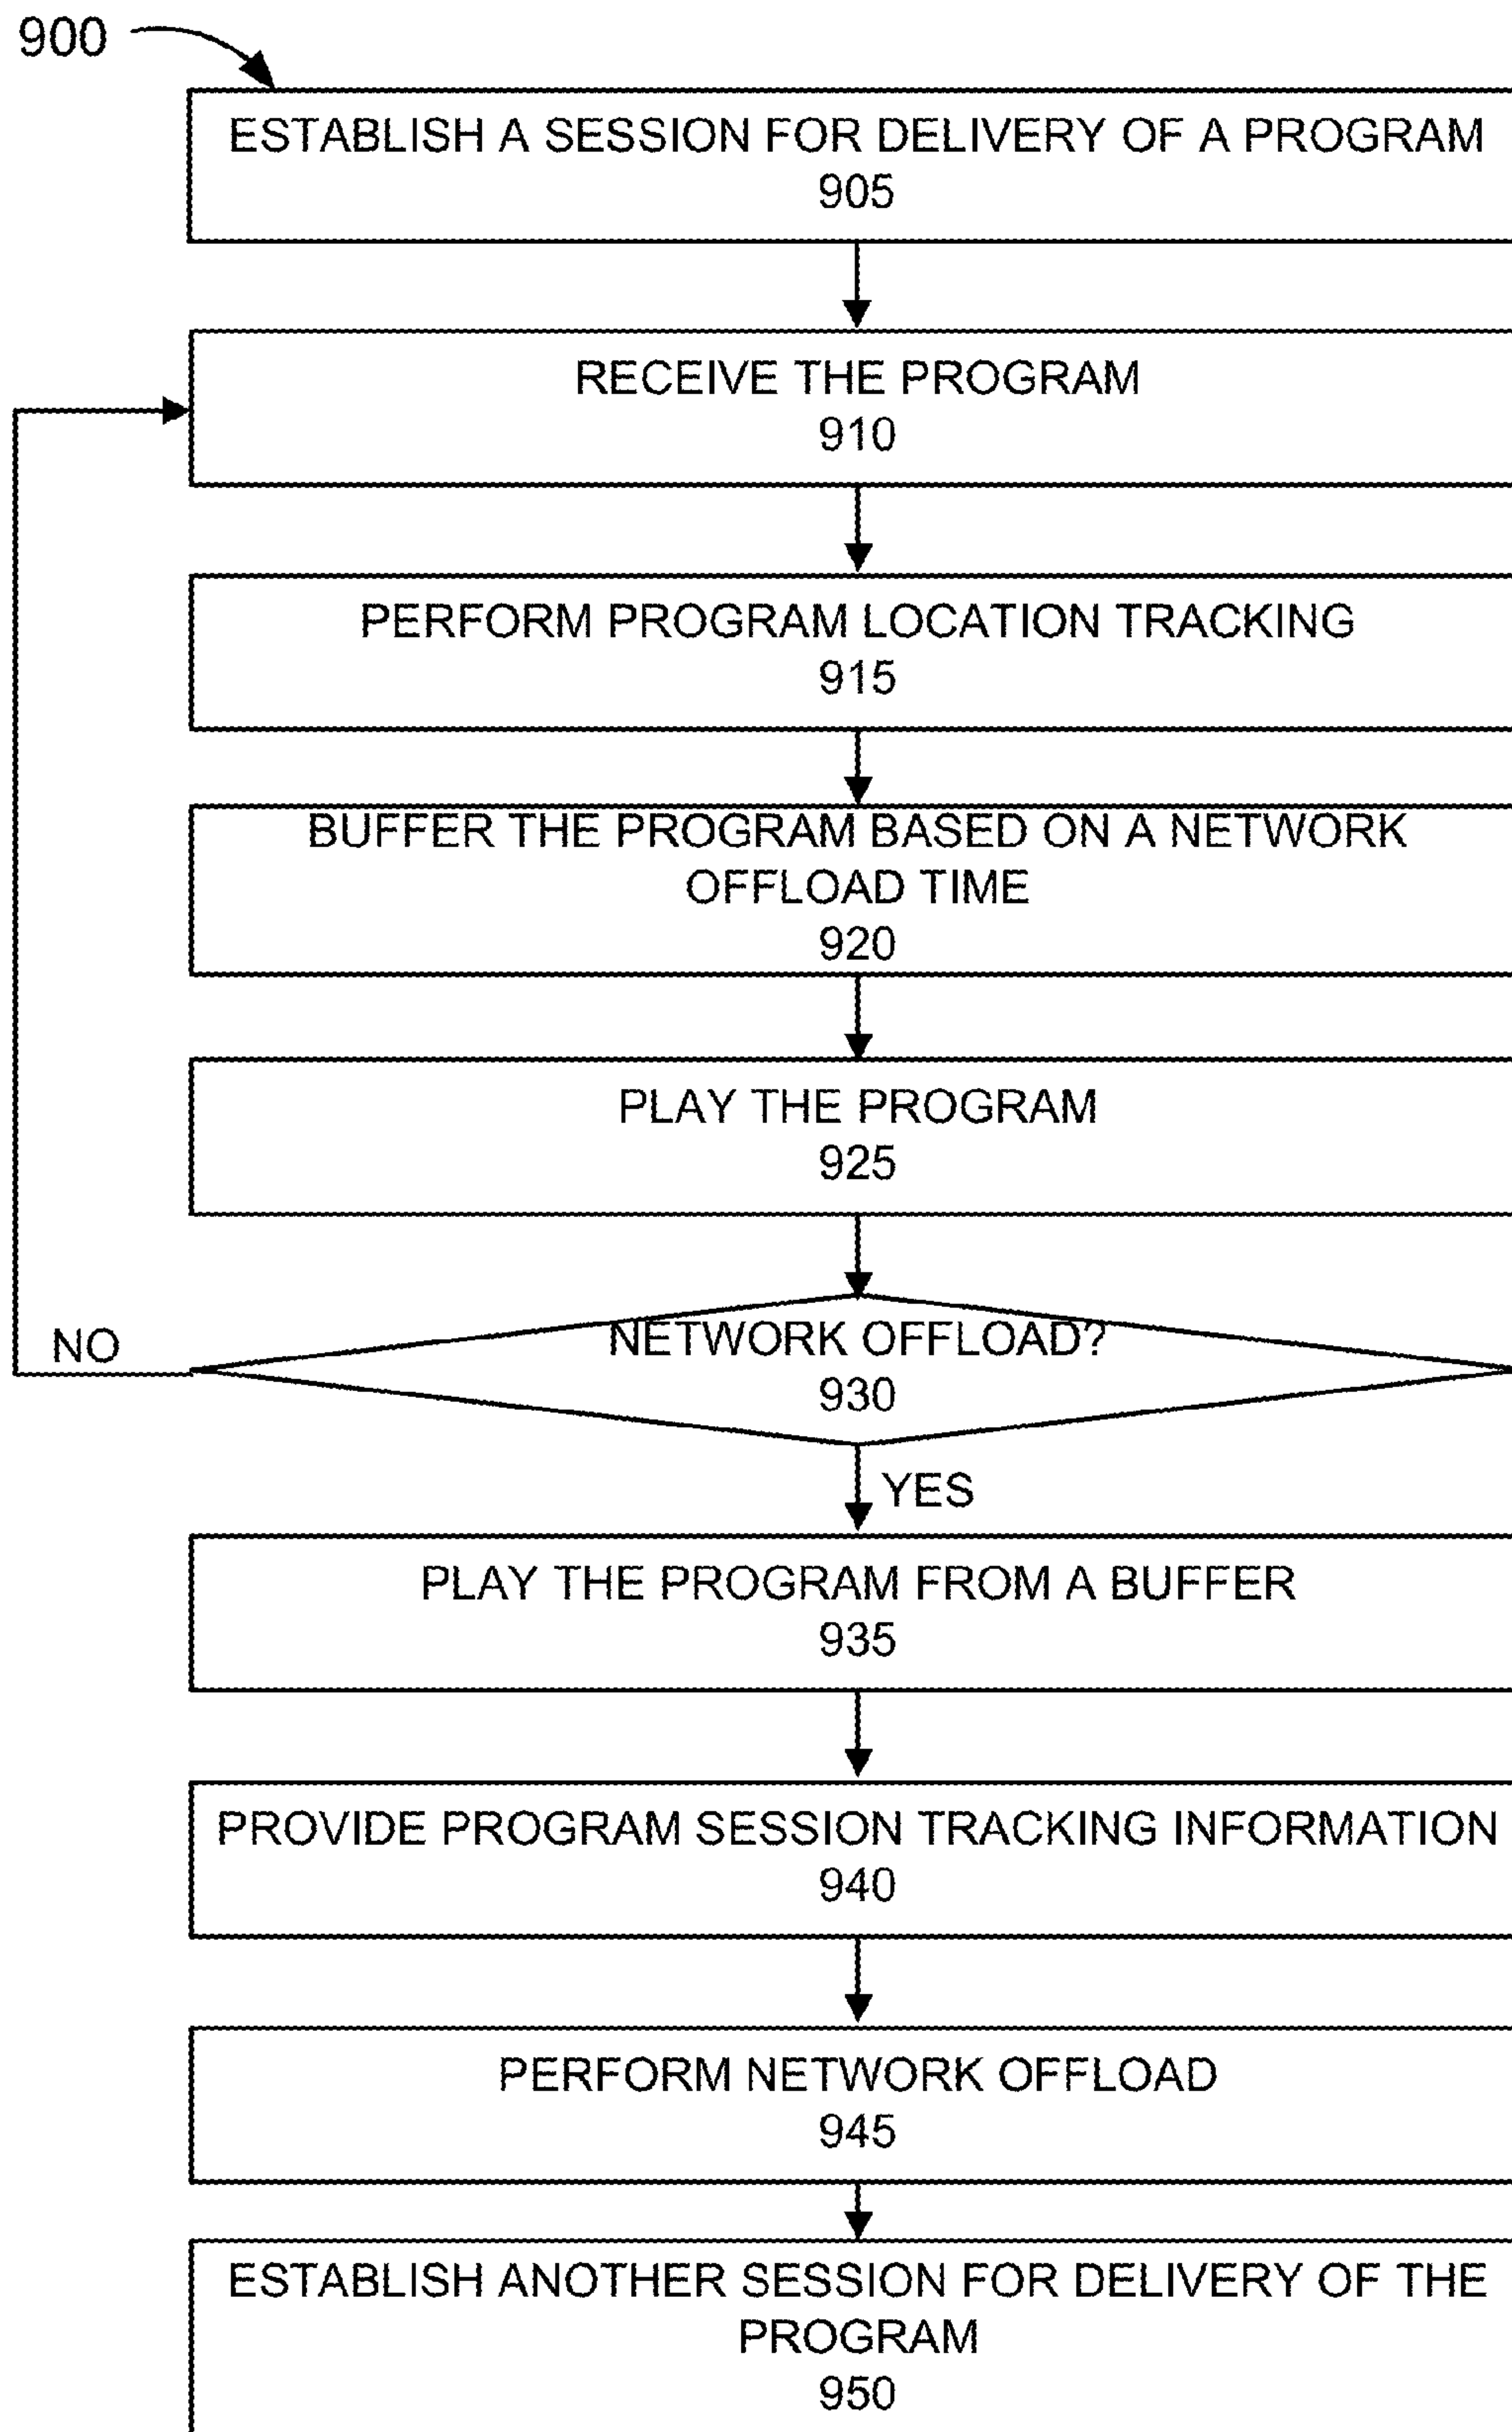 900
ESTABLISH A SESSION FOR DELIVERY OF A PROGRAM
905
RECEIVE THE PROGRAM
910
PERFORM PROGRAM LOCATION TRACKING
915
BUFFER THE PROGRAM BASED ON A NETWORK
OFFLOAD TIME
920
PLAY THE PROGRAM
925
NETWORK OFFLOAD?
930
NO
YES
PLAY THE PROGRAM FROM A BUFFER
935
PROVIDE PROGRAM SESSION TRACKING INFORMATION
940
PERFORM NETWORK OFFLOAD
945
ESTABLISH ANOTHER SESSION FOR DELIVERY OF THE
PROGRAM
950